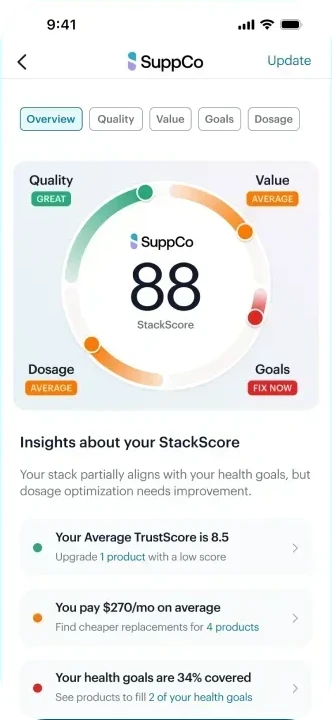 9:41
SuppCo
Update
Overview
Quality
Value
Goals
Dosage
Quality
GREAT
Value
AVERAGE
SuppCo
88
StackScore
Dosage
AVERAGE
Goals
FIX NOW
Insights about your StackScore
Your stack partially aligns with your health goals, but
dosage optimization needs improvement.
Your Average TrustScore is 8.5
Upgrade 1 product with a low score
You pay $270/mo on average
Find cheaper replacements for 4 products
Your health goals are 34% covered
See products to fill 2 of your health goals